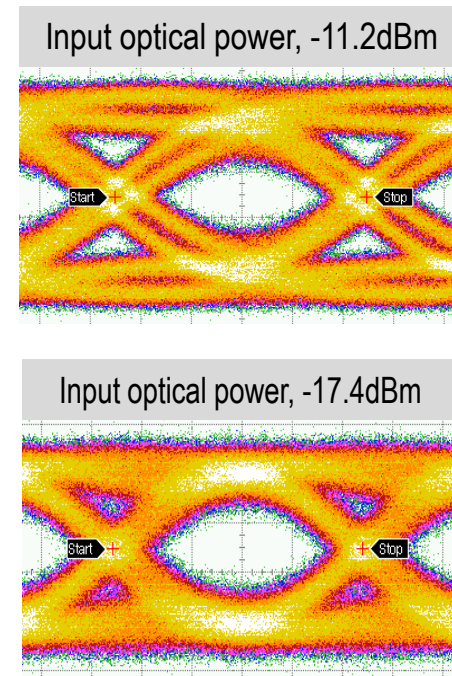 Input optical power, -11.2dBm
Start Stop
Input optical power, -17.4dBm
Start Stop